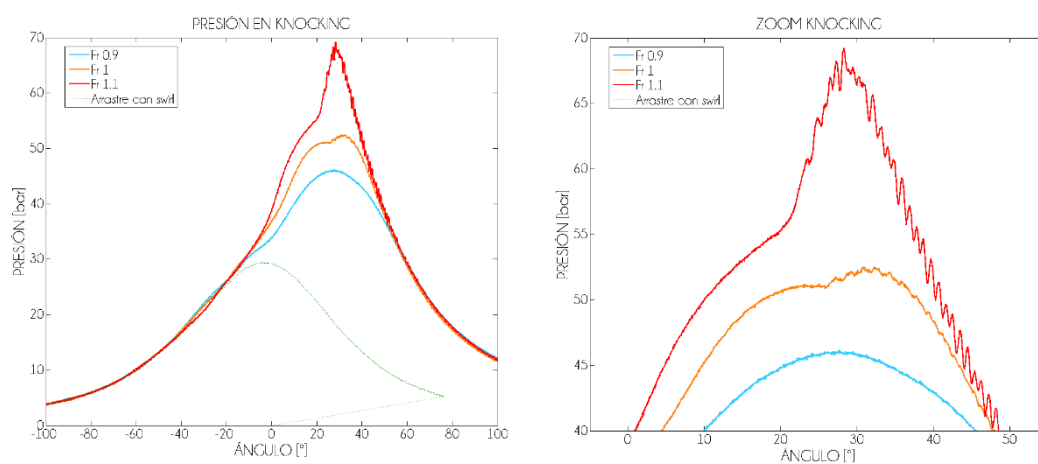 PRESIÓN EN KNOCKING
70
60
50
40
30
20
10
0
PRESIÓN [bar]
Fr 0.9
Fr 1
Fr 1.1
Arrastre con swirl
-100 -80 -60 -40 -20 0 20 40 60 80 100
ÁNGULO [º]
ZOOM KNOCKING
70
65
60
55
50
45
40
PRESIÓN [bar]
Fr 0.9
Fr 1
Fr 1.1
Arrastre con swirl
0 10 20 30 40 50
ÁNGULO [º]